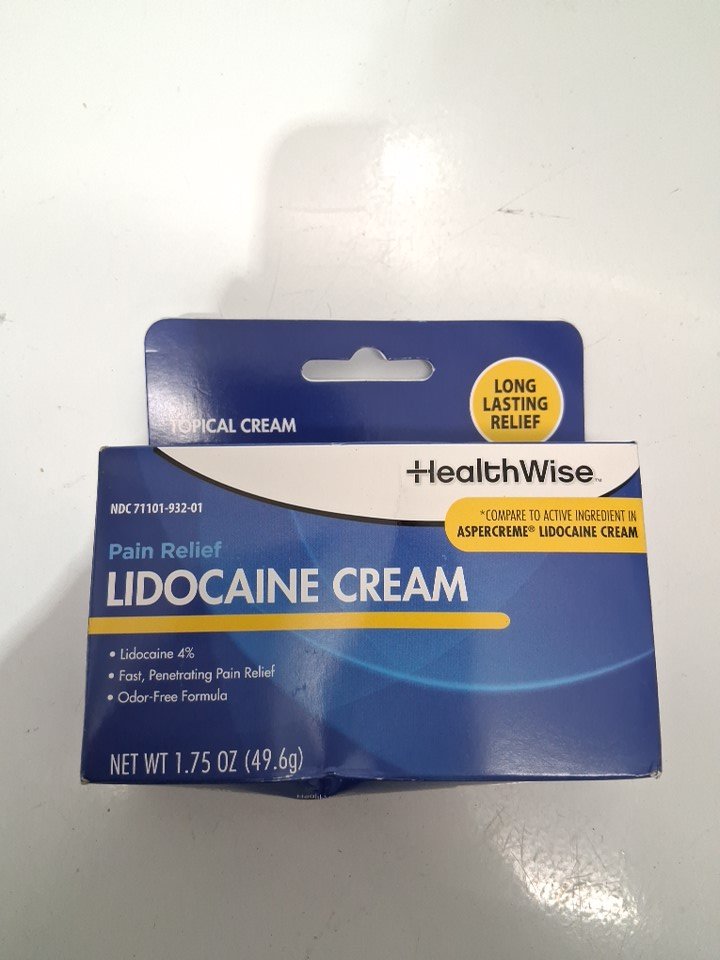 LONG
LASTING
RELIEF
TOPICAL CREAM
HealthWise™
NDC 71101-932-01
*COMPARE TO ACTIVE INGREDIENT IN
ASPERCREME® LIDOCAINE CREAM
Pain Relief
LIDOCAINE CREAM
• Lidocaine 4%
• Fast, Penetrating Pain Relief
• Odor-Free Formula
NET WT 1.75 OZ (49.6g)